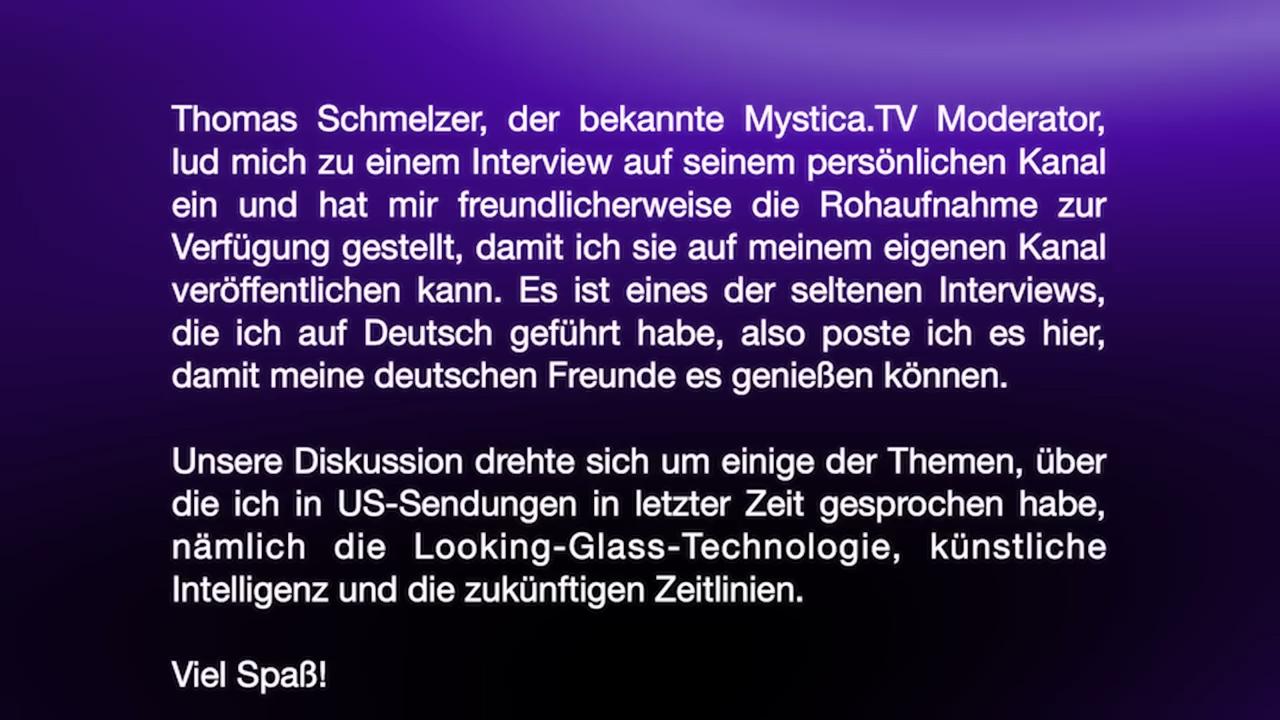 Thomas Schmelzer, der bekannte Mystica.TV Moderator,
lud mich zu einem Interview auf seinem persönlichen Kanal
ein und hat mir freundlicherweise die Rohaufnahme zur
Verfügung gestellt, damit ich sie auf meinem eigenen Kanal
veröffentlichen kann. Es ist eines der seltenen Interviews,
die ich auf Deutsch geführt habe, also poste ich es hier,
damit meine deutschen Freunde es genießen können.
Unsere Diskussion drehte sich um einige der Themen, über
die ich in US-Sendungen in letzter Zeit gesprochen habe,
nämlich die Looking-Glass-Technologie, künstliche
Intelligenz und die zukünftigen Zeitlinien.
Viel Spaß!